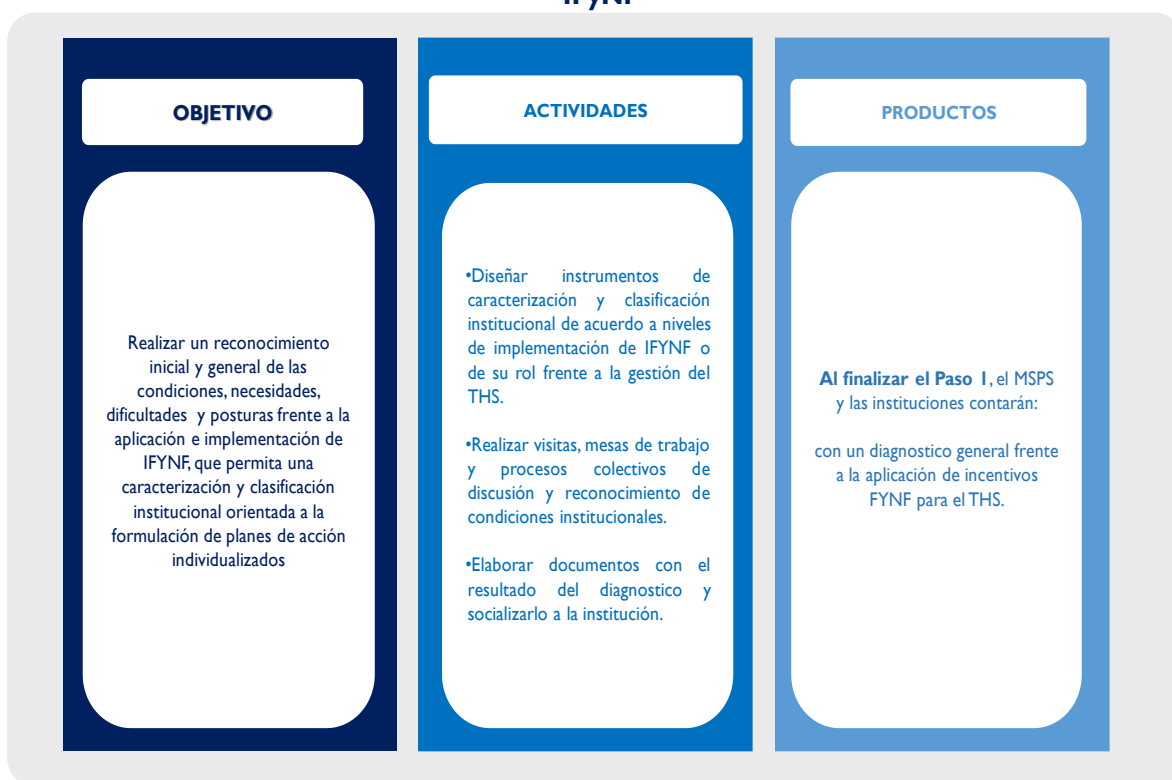 IFyNF
OBJETIVO
Realizar un reconocimiento
inicial y general de las
condiciones, necesidades,
dificultades y posturas frente a la
aplicación e implementación de
IFYNF, que permita una
caracterización y clasificación
institucional orientada a la
formulación de planes de acción
individualizados
ACTIVIDADES
•Diseñar instrumentos de
caracterización y clasificación
institucional de acuerdo a niveles
de implementación de IFYNF o
de su rol frente a la gestión del
THS.
•Realizar visitas, mesas de trabajo
y procesos colectivos de
discusión y reconocimiento de
condiciones institucionales.
•Elaborar documentos con el
resultado del diagnostico y
socializarlo a la institución.
PRODUCTOS
Al finalizar el Paso 1, el MSPS
y las instituciones contarán:
con un diagnostico general frente
a la aplicación de incentivos
FYNF para el THS.